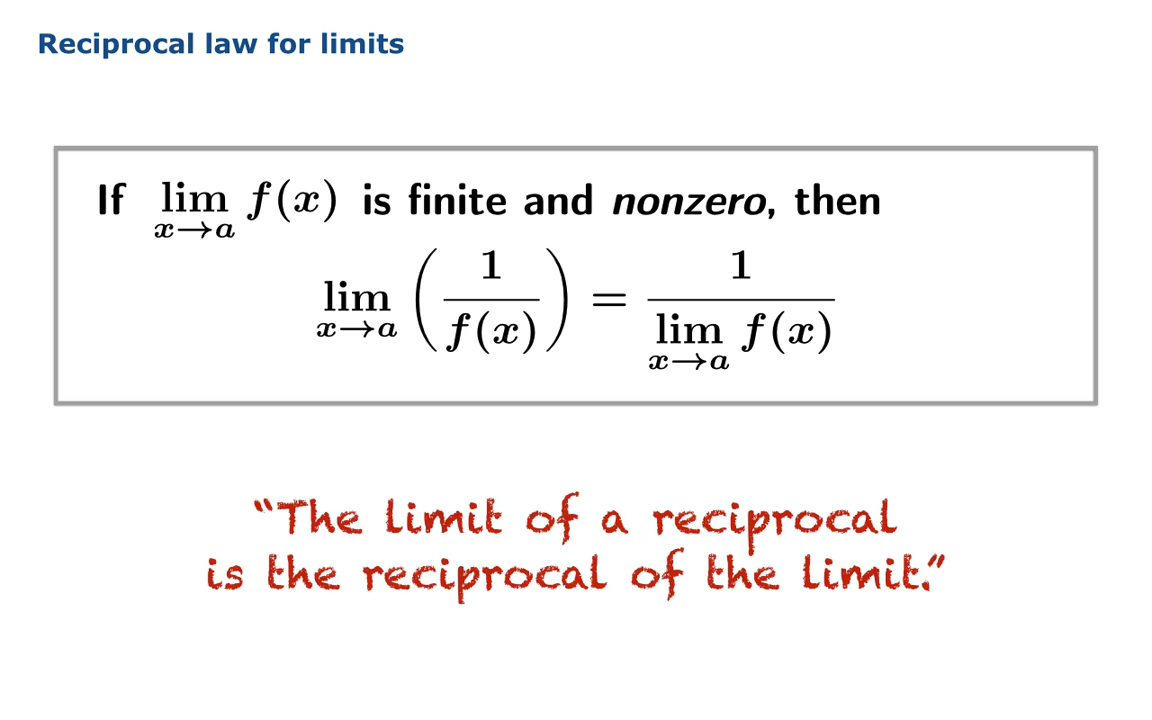 Reciprocal law for limits
If lim f(x) is finite and nonzero, then
x→a
lim (1/f(x)) = 1/lim f(x)
x→a x→a
“The limit of a reciprocal
is the reciprocal of the limit.”